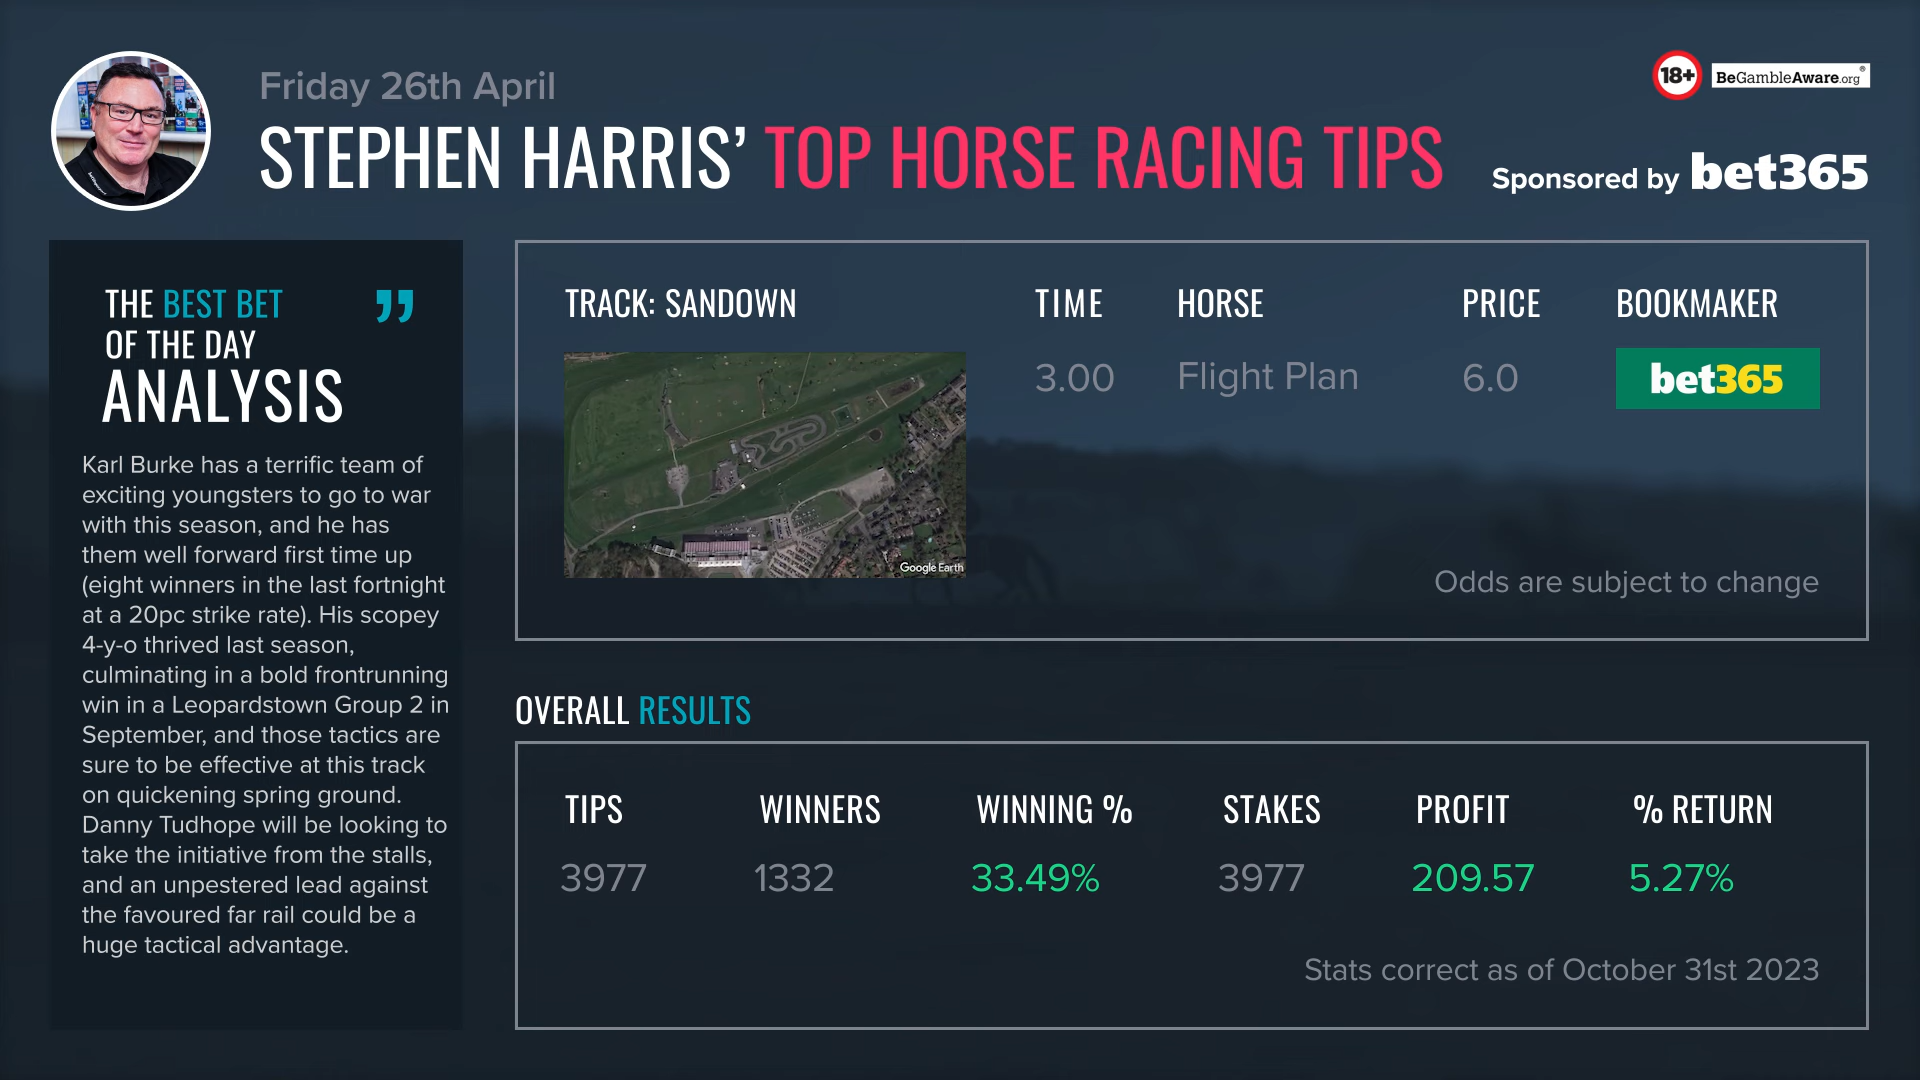 Friday 26th April
STEPHEN HARRIS’ TOP HORSE RACING TIPS
18+
BeGambleAware.org®
Sponsored by bet365
THE BEST BET ”
OF THE DAY
ANALYSIS
Karl Burke has a terrific team of
exciting youngsters to go to war
with this season, and he has
them well forward first time up
(eight winners in the last fortnight
at a 20pc strike rate). His scopey
4-y-o thrived last season,
culminating in a bold frontrunning
win in a Leopardstown Group 2 in
September, and those tactics are
sure to be effective at this track
on quickening spring ground.
Danny Tudhope will be looking to
take the initiative from the stalls,
and an unpestered lead against
the favoured far rail could be a
huge tactical advantage.
TRACK: SANDOWN TIME HORSE PRICE BOOKMAKER
3.00 Flight Plan 6.0 bet365
Google Earth
Odds are subject to change
OVERALL RESULTS
TIPS WINNERS WINNING % STAKES PROFIT % RETURN
3977 1332 33.49% 3977 209.57 5.27%
Stats correct as of October 31st 2023